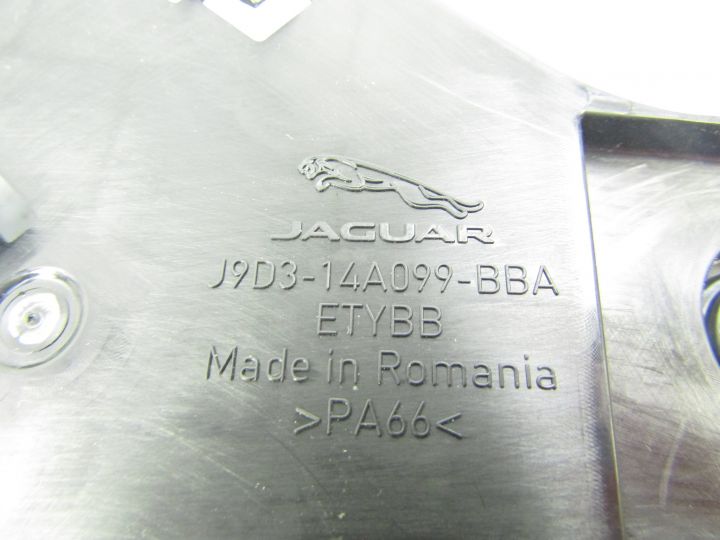 JAGUAR
J9D3-14A099-BBA
ETYBB
Made in Romania
>PA66<